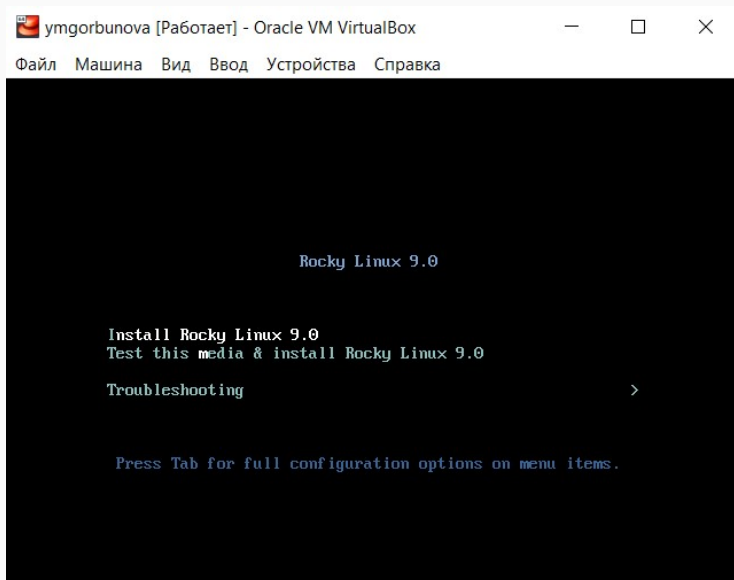 ymgorbunova [Работает] - Oracle VM VirtualBox
Файл Машина Вид Ввод Устройства Справка
Rocky Linux 9.0
Install Rocky Linux 9.0
Test this media & install Rocky Linux 9.0
Troubleshooting >
Press Tab for full configuration options on menu items.